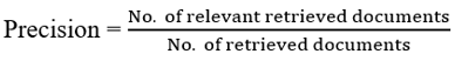 Precision = No. of relevant retrieved documents
No. of retrieved documents